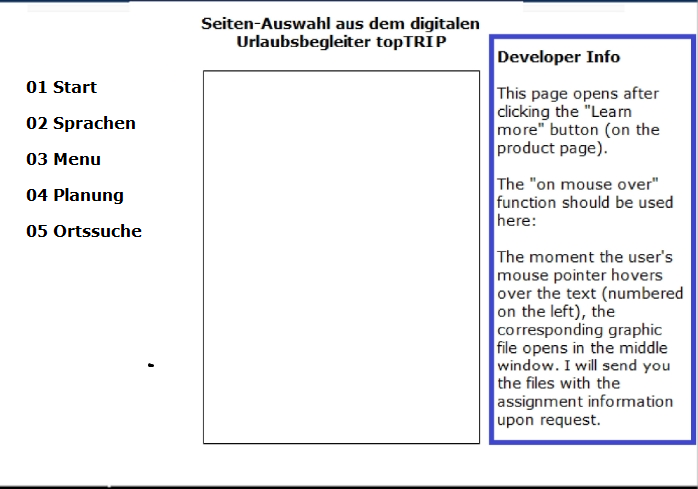 Seiten-Auswahl aus dem digitalen
Urlaubsbegleiter topTRIP
01 Start
02 Sprachen
03 Menu
04 Planung
05 Ortssuche
Developer Info
This page opens after
clicking the "Learn
more" button (on the
product page).
The "on mouse over"
function should be used
here:
The moment the user's
mouse pointer hovers
over the text (numbered
on the left), the
corresponding graphic
file opens in the middle
window. I will send you
the files with the
assignment information
upon request.